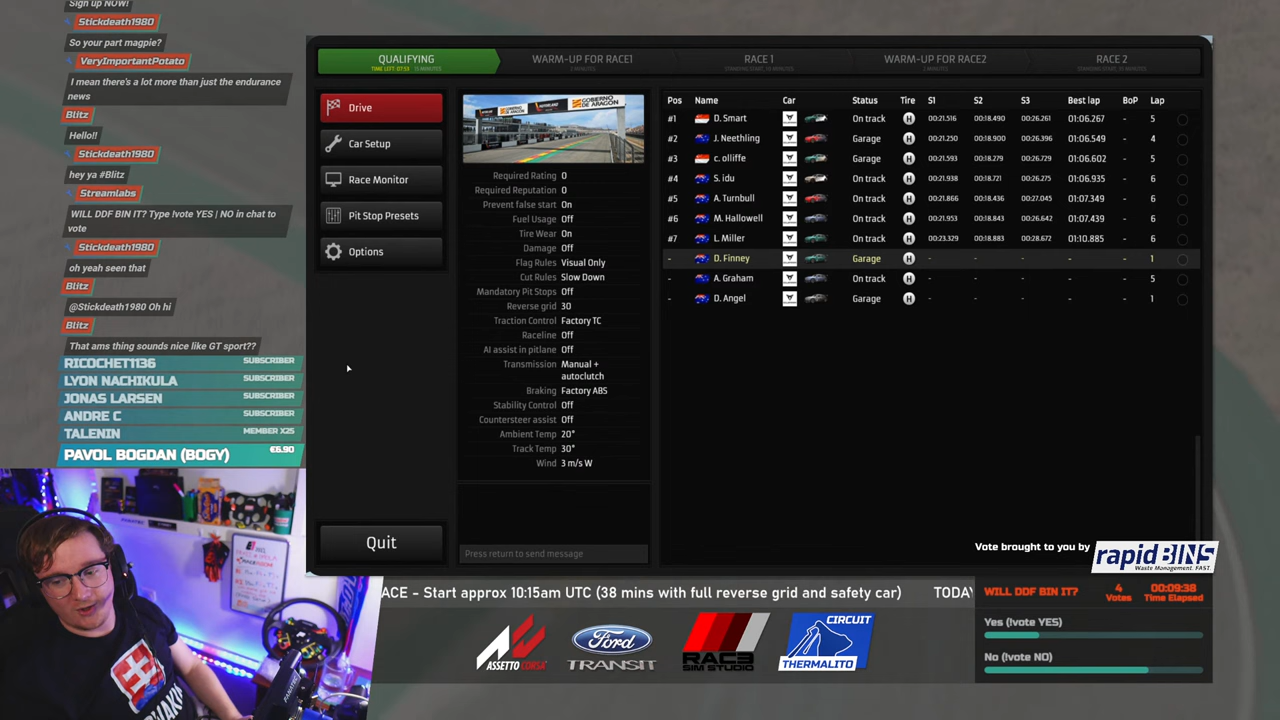 Sign up NOW!
Stickdeath1980
So your part magpie?
VeryImportantPotato
I mean there's a lot more than just the endurance
news
Blitz
Hello!!
Stickdeath1980
hey ya #Blitz
Streamlabs
WILL DDF BIN IT? Type !vote YES | NO in chat to
vote
Stickdeath1980
oh yeah seen that
Blitz
@Stickdeath1980 Oh hi
Blitz
That ams thing sounds nice like GT sport??
RICOCHET1136 SUBSCRIBER
LYON NACHIKULA SUBSCRIBER
JONAS LARSEN SUBSCRIBER
ANDRE C SUBSCRIBER
TALENIN MEMBER X25
PAVOL BOGDAN (BOGY) €6.90
QUALIFYING
TIME LEFT: 07:53
WARM-UP FOR RACE1
RACE 1
WARM-UP FOR RACE2
RACE 2
Drive
Car Setup
Race Monitor
Pit Stop Presets
Options
Quit
GOBIERNO
DE ARAGON
Required Rating 0
Required Reputation 0
Prevent false start On
Fuel Usage Off
Tire Wear On
Damage Off
Flag Rules Visual Only
Cut Rules Slow Down
Mandatory Pit Stops Off
Reverse grid 30
Traction Control Factory TC
Raceline Off
AI assist in pitlane Off
Transmission Manual +
autoclutch
Braking Factory ABS
Stability Control Off
Countersteer assist Off
Ambient Temp 20°
Track Temp 30°
Wind 3 m/s W
Press return to send message
Pos Name Car Status Tire S1 S2 S3 Best lap BoP Lap
#1 D. Smart On track H 00:21.516 00:18.490 00:26.261 01:06.267 - 5
#2 J. Neethling Garage H 00:21.250 00:18.900 00:26.396 01:06.549 - 4
#3 c. olliffe Garage H 00:21.593 00:18.279 00:26.729 01:06.602 - 5
#4 S. idu On track H 00:21.938 00:18.721 00:26.275 01:06.935 - 6
#5 A. Turnbull On track H 00:21.866 00:18.436 00:27.045 01:07.349 - 6
#6 M. Hallowell On track H 00:21.953 00:18.843 00:26.642 01:07.439 - 6
#7 L. Miller On track H 00:23.329 00:18.883 00:28.672 01:10.885 - 6
- D. Finney Garage H - - - - - 1
- A. Graham On track H - - - - - 5
- D. Angel Garage H - - - - - 1
Vote brought to you by
rapidBINS
Waste Management. FAST.
ACE - Start approx 10:15am UTC (38 mins with full reverse grid and safety car) TODAY
ASSETTO CORSA
Ford
TRANSIT
RAC3
SIM STUDIO
CIRCUIT
THERMALITO
WILL DDF BIN IT?
4
Votes
00:09:38
Time Elapsed
Yes (!vote YES)
No (!vote NO)